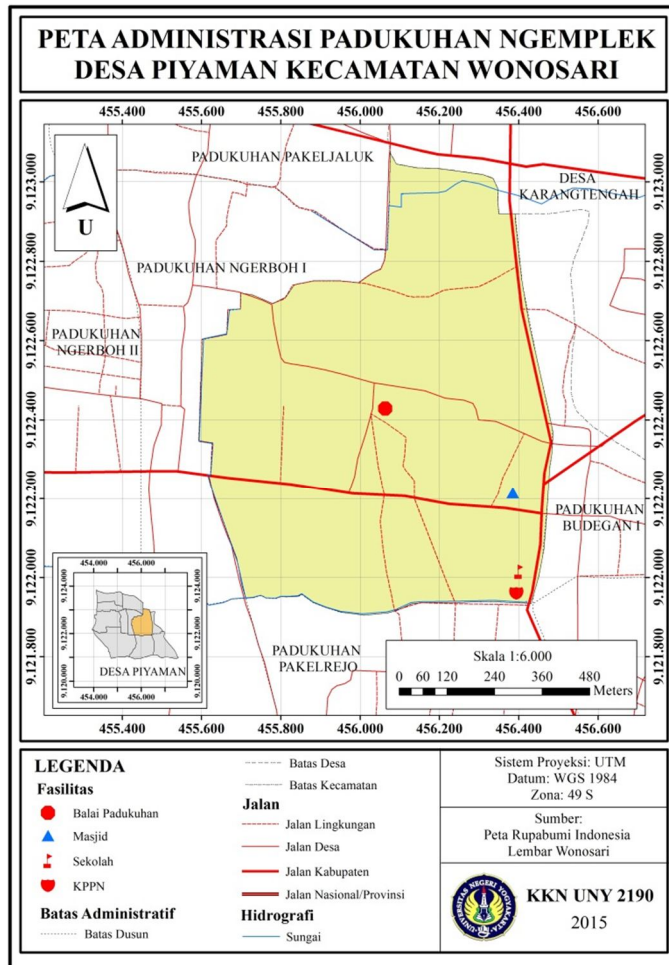 PETA ADMINISTRASI PADUKUHAN NGEMPLEK
DESA PIYAMAN KECAMATAN WONOSARI
455.400 455.600 455.800 456.000 456.200 456.400 456.600
9.123.000
9.122.800
9.122.600
9.122.400
9.122.200
9.122.000
9.121.800
U
PADUKUHAN PAKELJALUK
DESA
KARANGTENGAH
PADUKUHAN NGERBOH I
PADUKUHAN
NGERBOH II
PADUKUHAN
BUDEGAN I
PADUKUHAN
PAKELREJO
454.000 456.000
9.124.000
9.122.000
9.120.000
9.124.000
9.122.000
9.120.000
DESA PIYAMAN
454.000 456.000
Skala 1:6.000
0 60 120 240 360 480
Meters
9.123.000
9.122.800
9.122.600
9.122.400
9.122.200
9.122.000
9.121.800
455.400 455.600 455.800 456.000 456.200 456.400 456.600
LEGENDA
Fasilitas
Balai Padukuhan
Masjid
Sekolah
KPPN
Batas Administratif
Batas Dusun
Batas Desa
Batas Kecamatan
Jalan
Jalan Lingkungan
Jalan Desa
Jalan Kabupaten
Jalan Nasional/Provinsi
Hidrografi
Sungai
Sistem Proyeksi: UTM
Datum: WGS 1984
Zona: 49 S
Sumber:
Peta Rupabumi Indonesia
Lembar Wonosari
UNIVERSITAS NEGERI YOGYAKARTA
KKN UNY 2190
2015